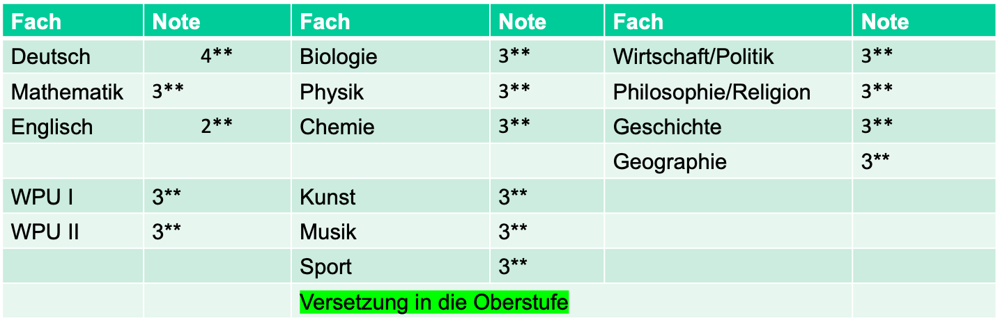 Fach Note Fach Note Fach Note
Deutsch 4** Biologie 3** Wirtschaft/Politik 3**
Mathematik 3** Physik 3** Philosophie/Religion 3**
Englisch 2** Chemie 3** Geschichte 3**
Geographie 3**
WPU I 3** Kunst 3**
WPU II 3** Musik 3**
Sport 3**
Versetzung in die Oberstufe